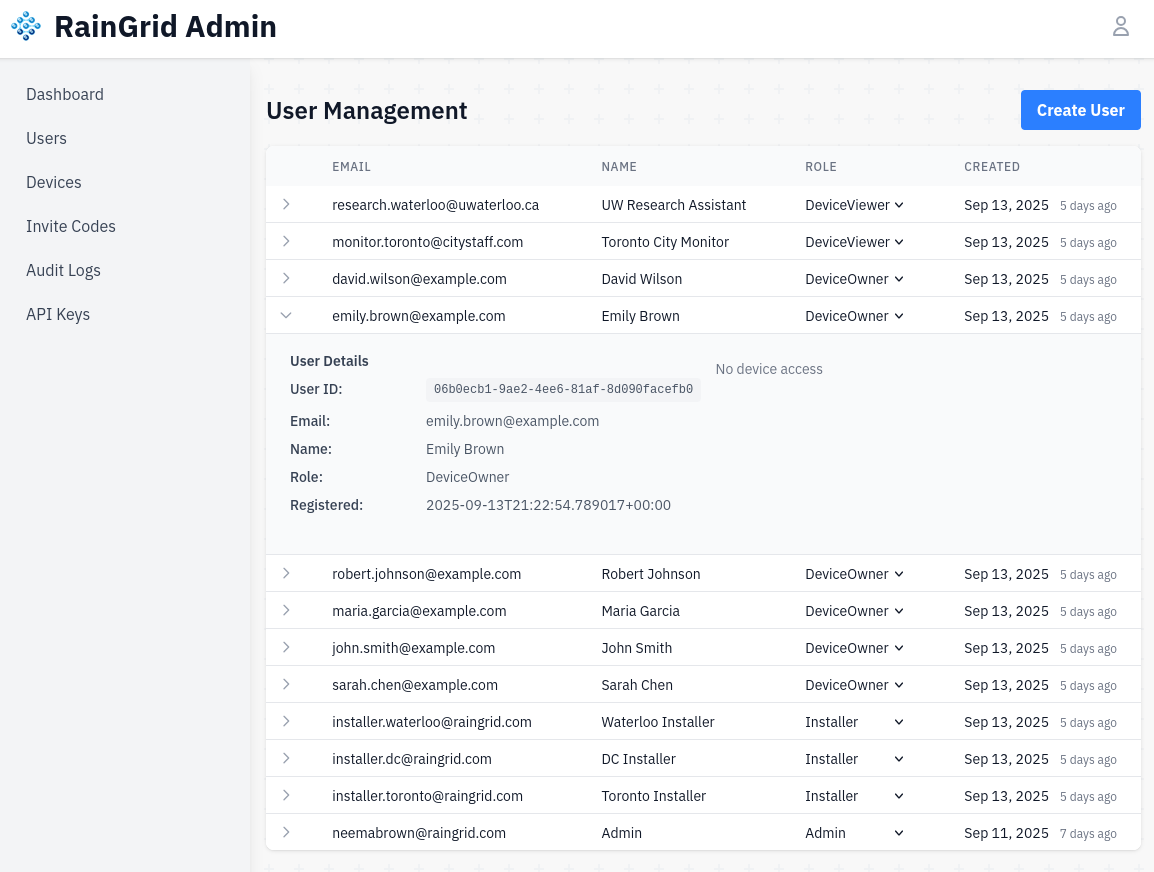 RainGrid Admin
Dashboard
Users
Devices
Invite Codes
Audit Logs
API Keys
User Management
Create User
EMAIL NAME ROLE CREATED
research.waterloo@uwaterloo.ca UW Research Assistant DeviceViewer Sep 13, 2025 5 days ago
monitor.toronto@citystaff.com Toronto City Monitor DeviceViewer Sep 13, 2025 5 days ago
david.wilson@example.com David Wilson DeviceOwner Sep 13, 2025 5 days ago
emily.brown@example.com Emily Brown DeviceOwner Sep 13, 2025 5 days ago
User Details
User ID: 06b0ecb1-9ae2-4ee6-81af-8d090facefb0
Email: emily.brown@example.com
Name: Emily Brown
Role: DeviceOwner
Registered: 2025-09-13T21:22:54.789017+00:00
No device access
robert.johnson@example.com Robert Johnson DeviceOwner Sep 13, 2025 5 days ago
maria.garcia@example.com Maria Garcia DeviceOwner Sep 13, 2025 5 days ago
john.smith@example.com John Smith DeviceOwner Sep 13, 2025 5 days ago
sarah.chen@example.com Sarah Chen DeviceOwner Sep 13, 2025 5 days ago
installer.waterloo@raingrid.com Waterloo Installer Installer Sep 13, 2025 5 days ago
installer.dc@raingrid.com DC Installer Installer Sep 13, 2025 5 days ago
installer.toronto@raingrid.com Toronto Installer Installer Sep 13, 2025 5 days ago
neemabrown@raingrid.com Admin Admin Sep 11, 2025 7 days ago